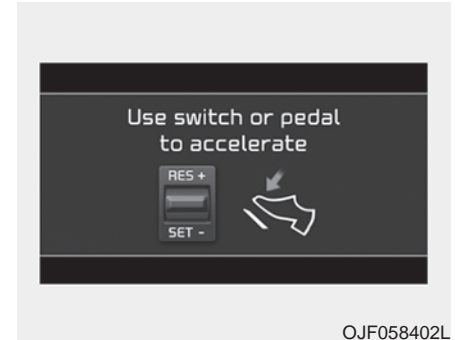 Use switch or pedal
to accelerate
RES +
SET -
OJF058402L